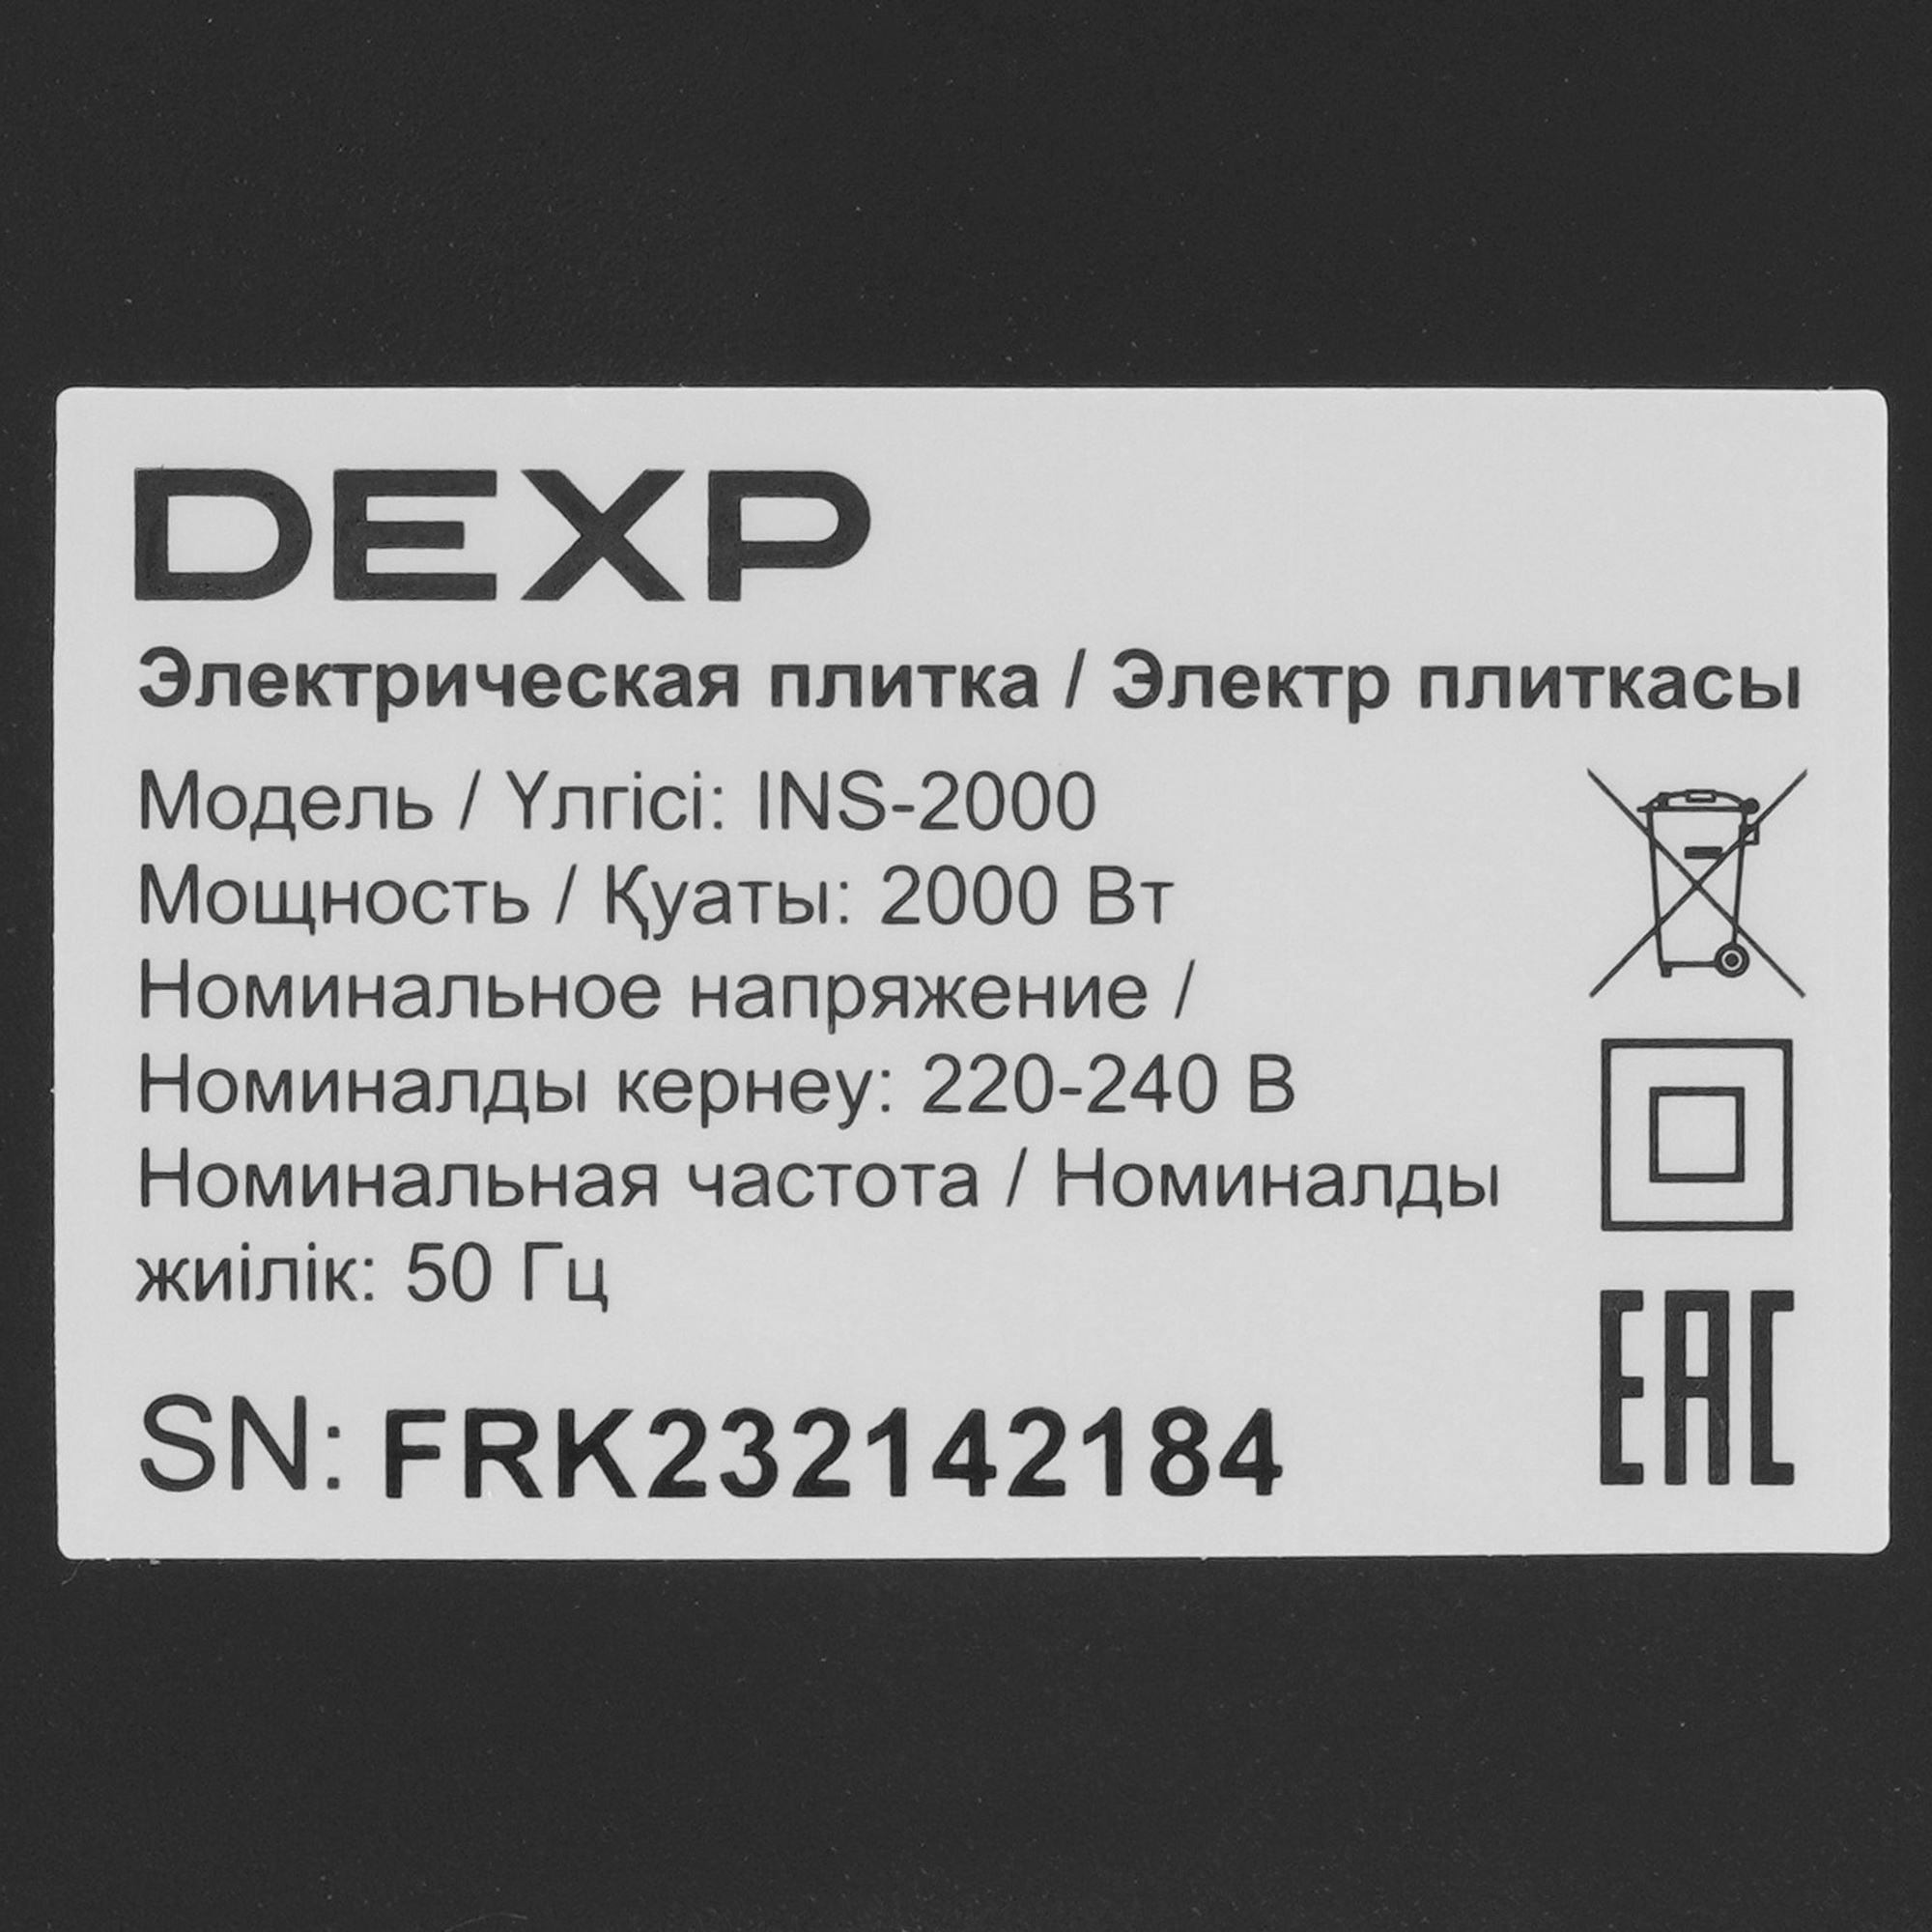 DEXP
Электрическая плитка / Электр плиткасы
Модель / Үлгісі: INS-2000
Мощность / Қуаты: 2000 Вт
Номинальное напряжение /
Номиналды кернеу: 220-240 В
Номинальная частота / Номиналды
жиілік: 50 Гц
SN: FRK232142184
EAC